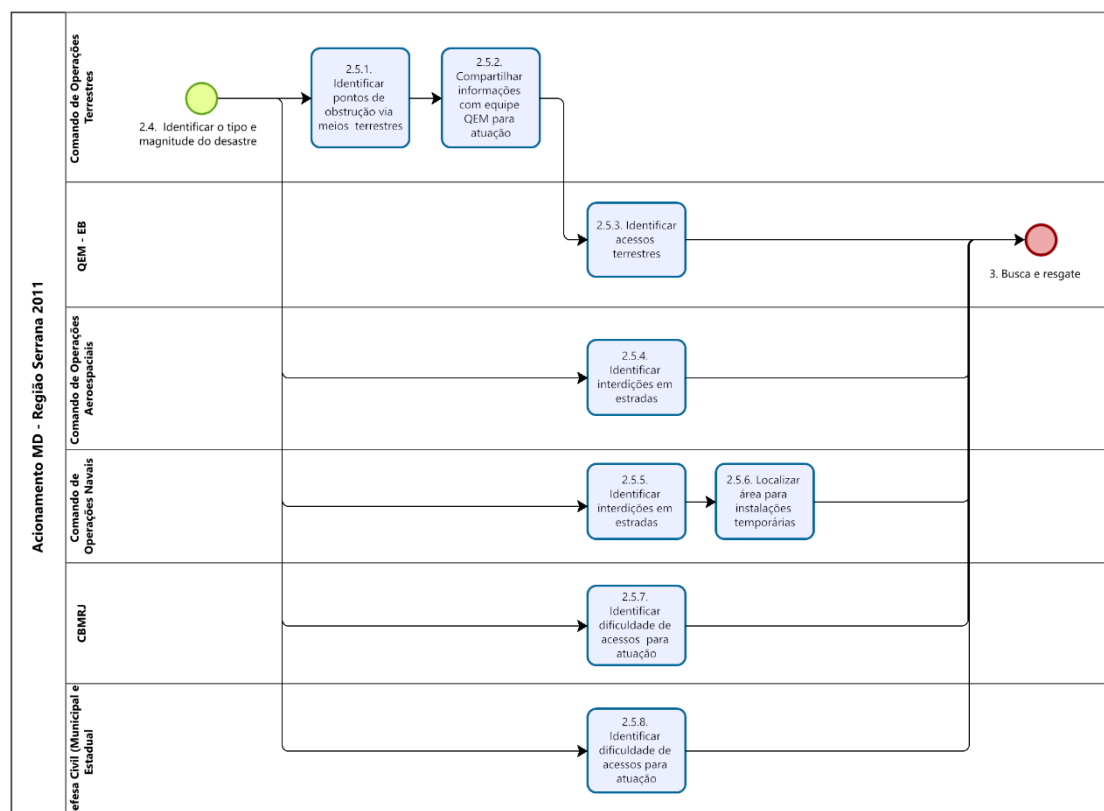 Acionamento MD - Região Serrana 2011
Comando de Operações
Terrestres
2.4. Identificar o tipo e
magnitude do desastre
2.5.1.
Identificar
pontos de
obstrução via
meios terrestres
2.5.2.
Compartilhar
informações
com equipe
QEM para
atuação
QEM - EB
2.5.3. Identificar
acessos
terrestres
3. Busca e resgate
Comando de Operações
Aeroespaciais
2.5.4.
Identificar
interdições em
estradas
Comando de
Operações Navais
2.5.5.
Identificar
interdições em
estradas
2.5.6. Localizar
área para
instalações
temporárias
CBMRJ
2.5.7.
Identificar
dificuldade de
acessos para
atuação
efesa Civil (Municipal e
Estadual
2.5.8.
Identificar
dificuldade de
acessos para
atuação